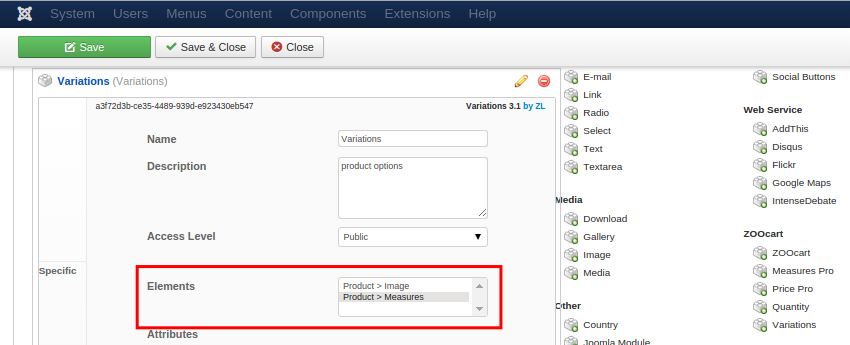 System Users Menus Content Components Extensions Help
Save Save & Close Close
Variations (Variations)
a3f72d3b-ce35-4489-939d-e923430eb547 Variations 3.1 by ZL
Name Variations
Description product options
Access Level Public
Specific
Elements Product > Image
Product > Measures
Attributes
E-mail
Link
Radio
Select
Text
Textarea
Media
Download
Gallery
Image
Media
Other
Country
Joomla Module
Social Buttons
Web Service
AddThis
Disqus
Flickr
Google Maps
IntenseDebate
ZOOcart
ZOOcart
Measures Pro
Price Pro
Quantity
Variations